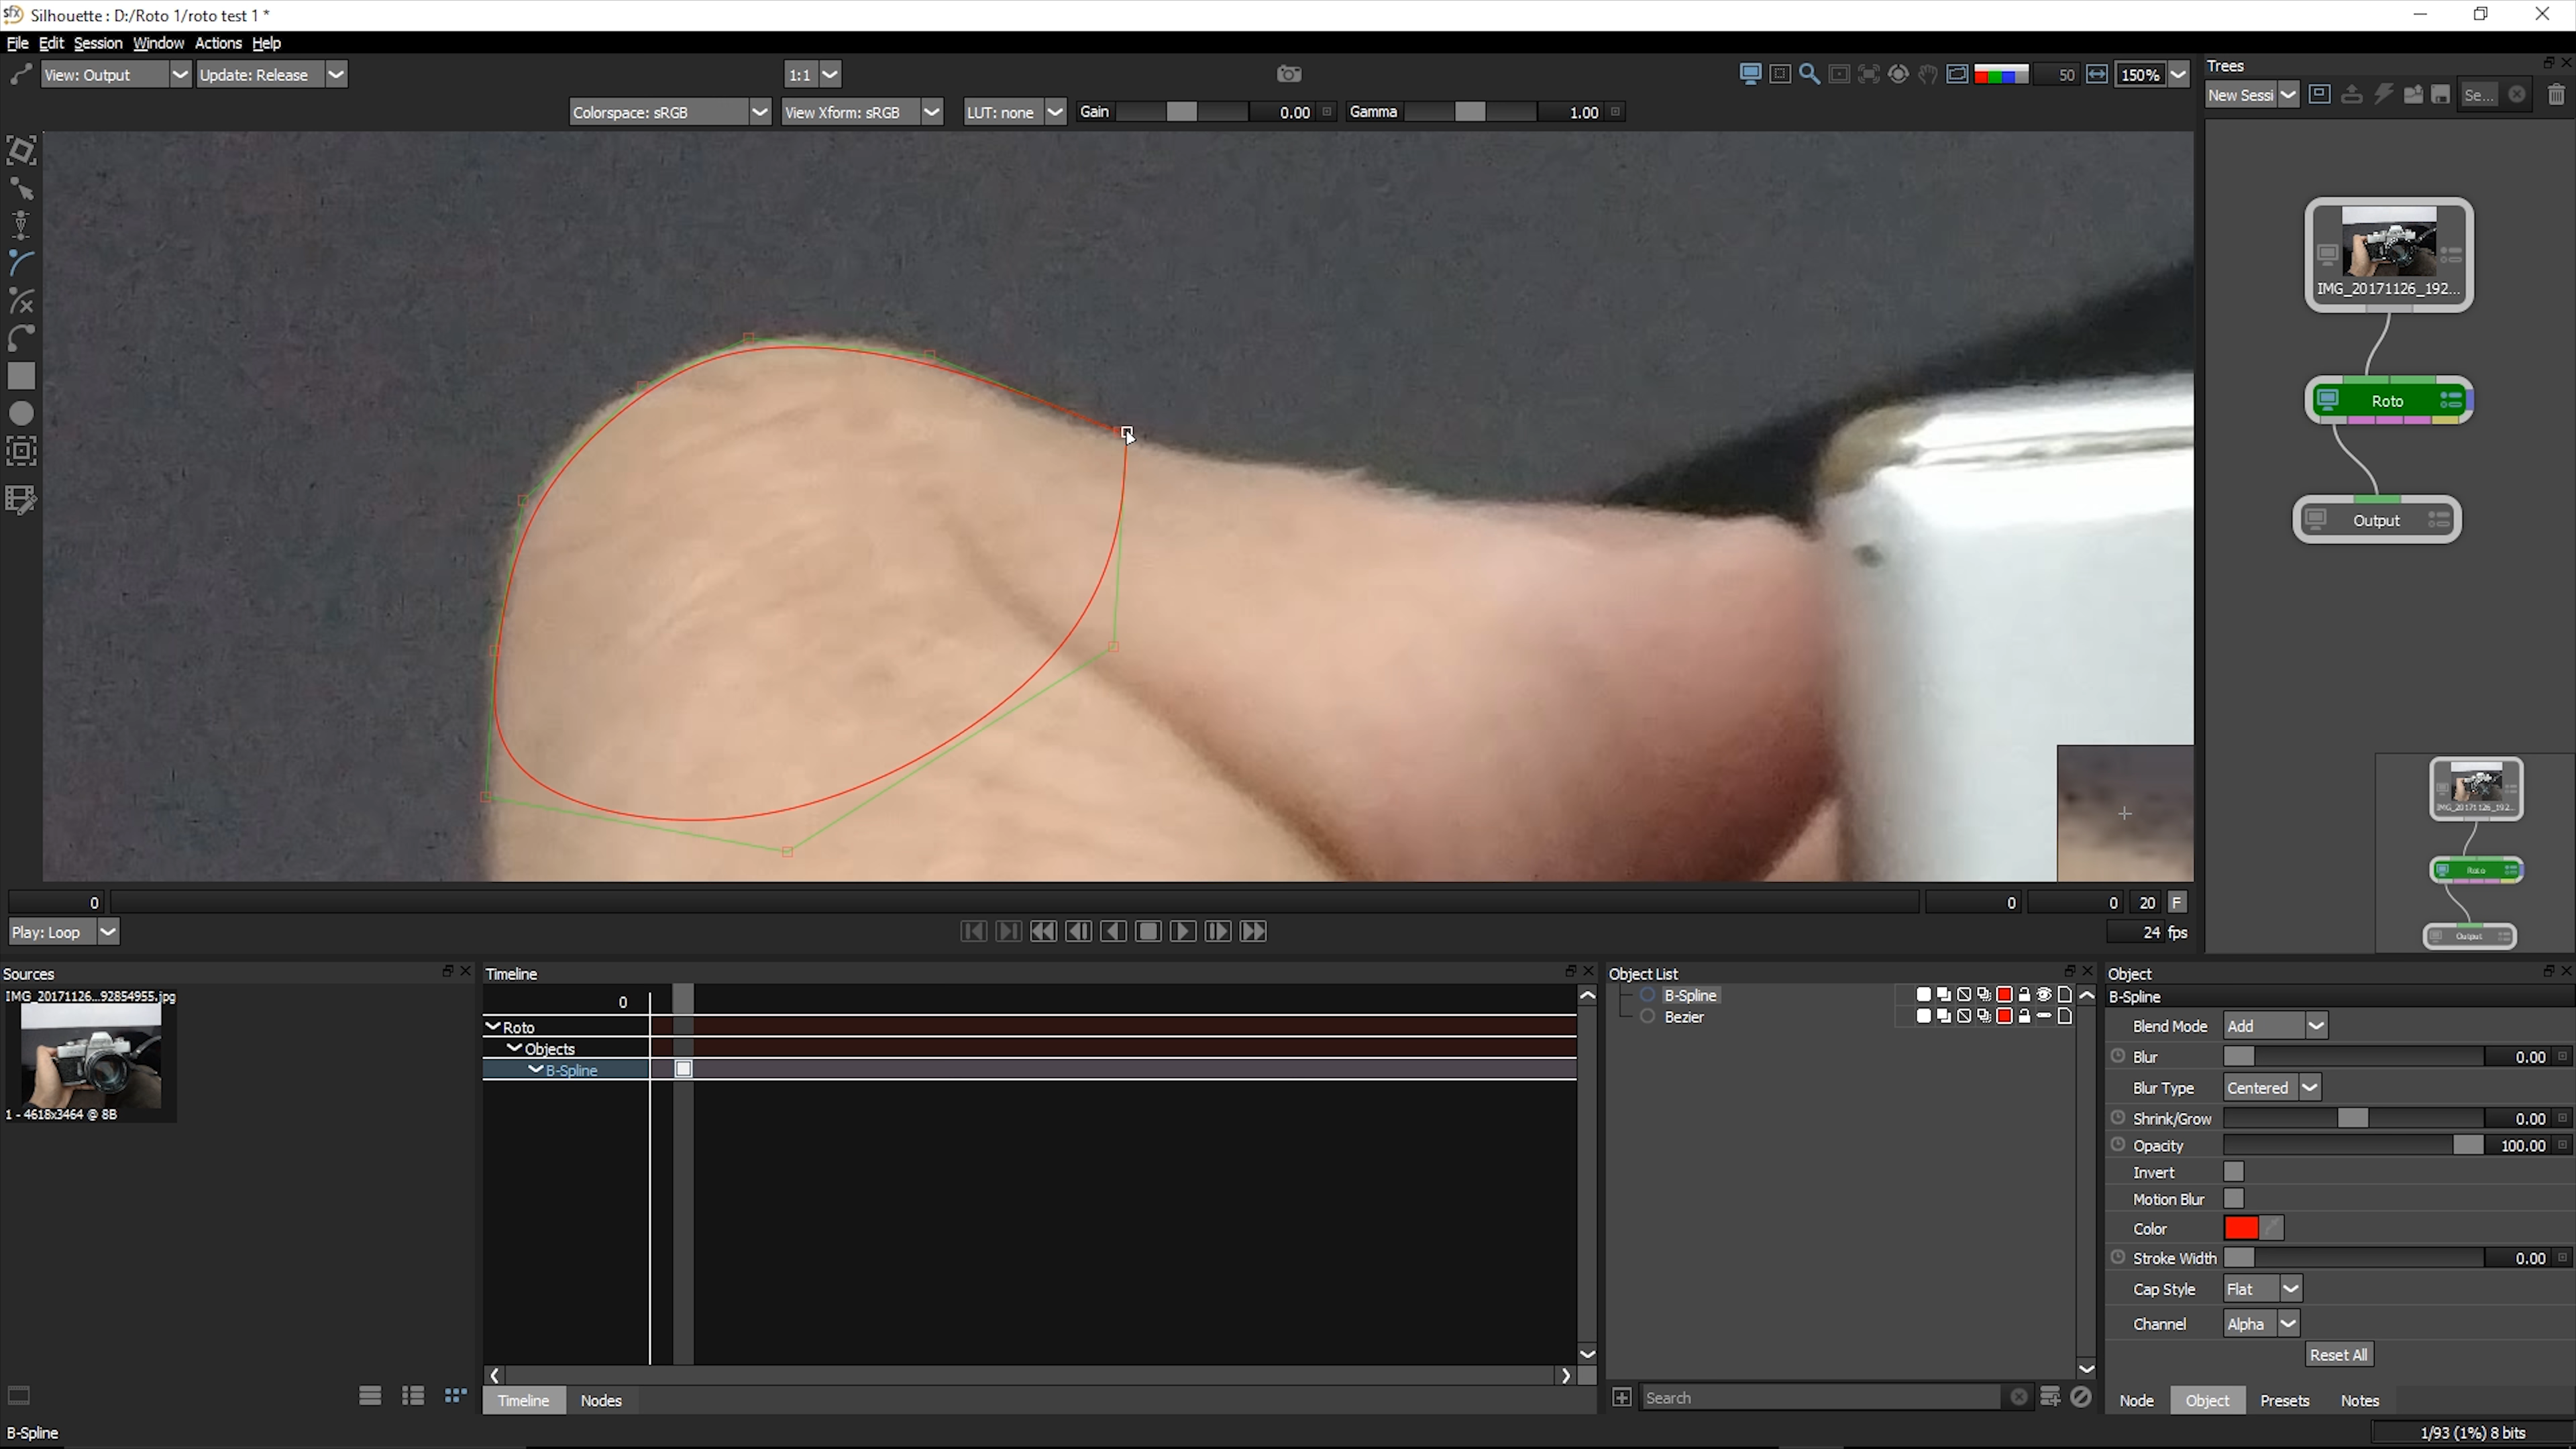 sfx Silhouette : D:/Roto 1/roto test 1 *
File Edit Session Window Actions Help
View: Output Update: Release 1:1 50 150%
Colorspace: sRGB View Xform: sRGB LUT: none Gain 0.00 Gamma 1.00
Trees
New Sessi Se...
IMG_20171126_192...
Roto
Output
IMG_20171126_192...
Roto
Output
0 0 0 20 F
Play: Loop 24 fps
Sources
IMG_20171126...92854955.jpg
1 - 4618x3464 @ 8B
Timeline
0
Roto
Objects
B-Spline
Timeline Nodes
Object List
B-Spline
Bezier
Search
Object
B-Spline
Blend Mode Add
Blur 0.00
Blur Type Centered
Shrink/Grow 0.00
Opacity 100.00
Invert
Motion Blur
Color
Stroke Width 0.00
Cap Style Flat
Channel Alpha
Reset All
Node Object Presets Notes
B-Spline 1/93 (1%) 8 bits